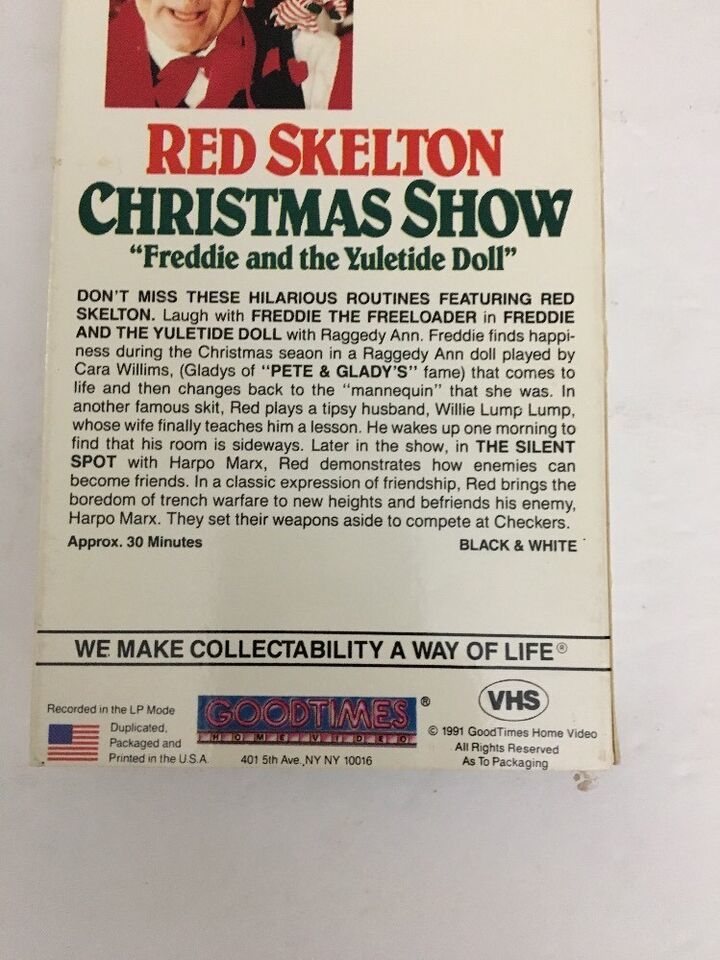 RED SKELTON
CHRISTMAS SHOW
"Freddie and the Yuletide Doll"
DON'T MISS THESE HILARIOUS ROUTINES FEATURING RED
SKELTON. Laugh with FREDDIE THE FREELOADER in FREDDIE
AND THE YULETIDE DOLL with Raggedy Ann. Freddie finds happi-
ness during the Christmas seaon in a Raggedy Ann doll played by
Cara Willims, (Gladys of "PETE & GLADY'S" fame) that comes to
life and then changes back to the "mannequin" that she was. In
another famous skit, Red plays a tipsy husband, Willie Lump Lump,
whose wife finally teaches him a lesson. He wakes up one morning to
find that his room is sideways. Later in the show, in THE SILENT
SPOT with Harpo Marx, Red demonstrates how enemies can
become friends. In a classic expression of friendship, Red brings the
boredom of trench warfare to new heights and befriends his enemy,
Harpo Marx. They set their weapons aside to compete at Checkers.
Approx. 30 Minutes BLACK & WHITE
WE MAKE COLLECTABILITY A WAY OF LIFE®
Recorded in the LP Mode
Duplicated,
Packaged and
Printed in the U.S.A.
GOODTIMES ®
HOME VIDEO
401 5th Ave., NY NY 10016
VHS
© 1991 GoodTimes Home Video
All Rights Reserved
As To Packaging